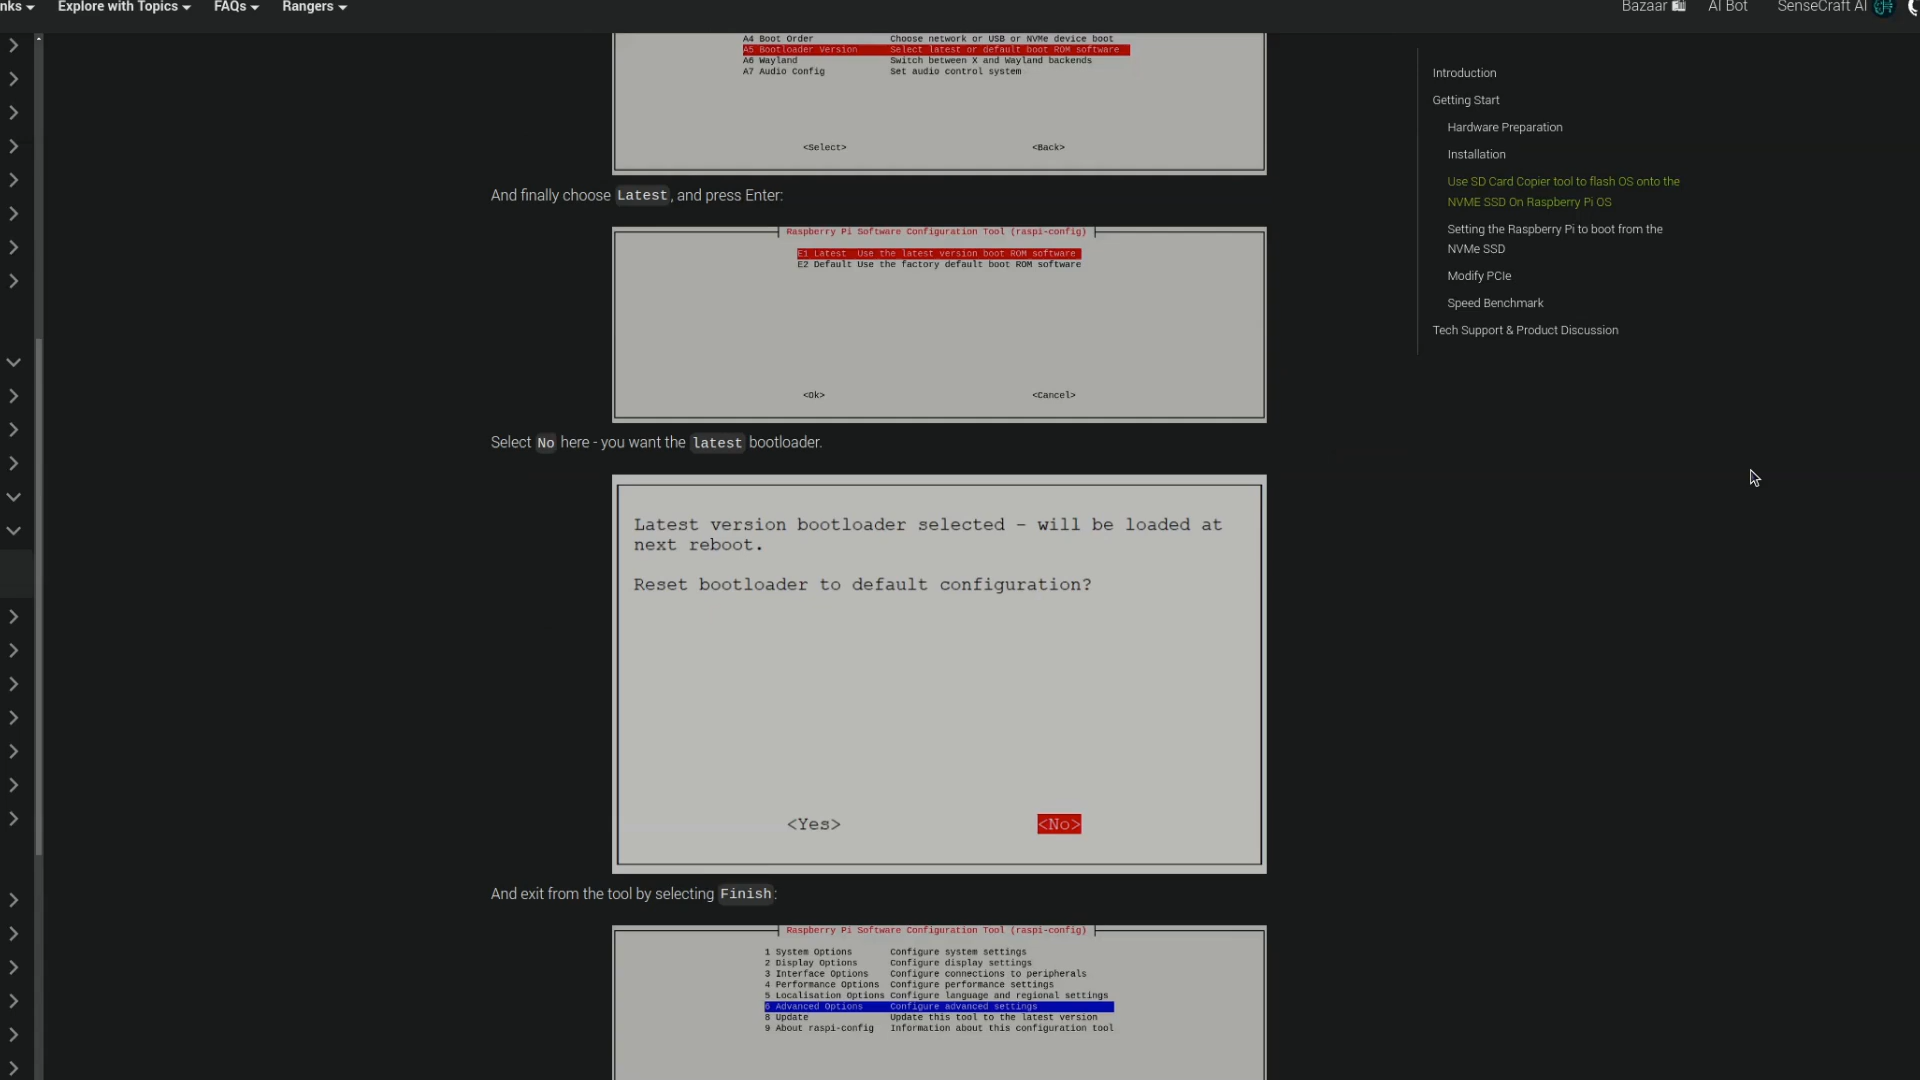 nks
Explore with Topics
FAQs
Rangers
Bazaar
AI Bot
SenseCraft AI
A4 Boot Order Choose network or USB or NVMe device boot
A5 Bootloader Version Select latest or default boot ROM software
A6 Wayland Switch between X and Wayland backends
A7 Audio Config Set audio control system
<Select> <Back>
And finally choose Latest, and press Enter:
Raspberry Pi Software Configuration Tool (raspi-config)
E1 Latest Use the latest version boot ROM software
E2 Default Use the factory default boot ROM software
<Ok> <Cancel>
Select No here - you want the latest bootloader.
Latest version bootloader selected - will be loaded at
next reboot.
Reset bootloader to default configuration?
<Yes> <No>
And exit from the tool by selecting Finish:
Raspberry Pi Software Configuration Tool (raspi-config)
1 System Options Configure system settings
2 Display Options Configure display settings
3 Interface Options Configure connections to peripherals
4 Performance Options Configure performance settings
5 Localisation Options Configure language and regional settings
6 Advanced Options Configure advanced settings
8 Update Update this tool to the latest version
9 About raspi-config Information about this configuration tool
Introduction
Getting Start
Hardware Preparation
Installation
Use SD Card Copier tool to flash OS onto the
NVME SSD On Raspberry Pi OS
Setting the Raspberry Pi to boot from the
NVMe SSD
Modify PCIe
Speed Benchmark
Tech Support & Product Discussion